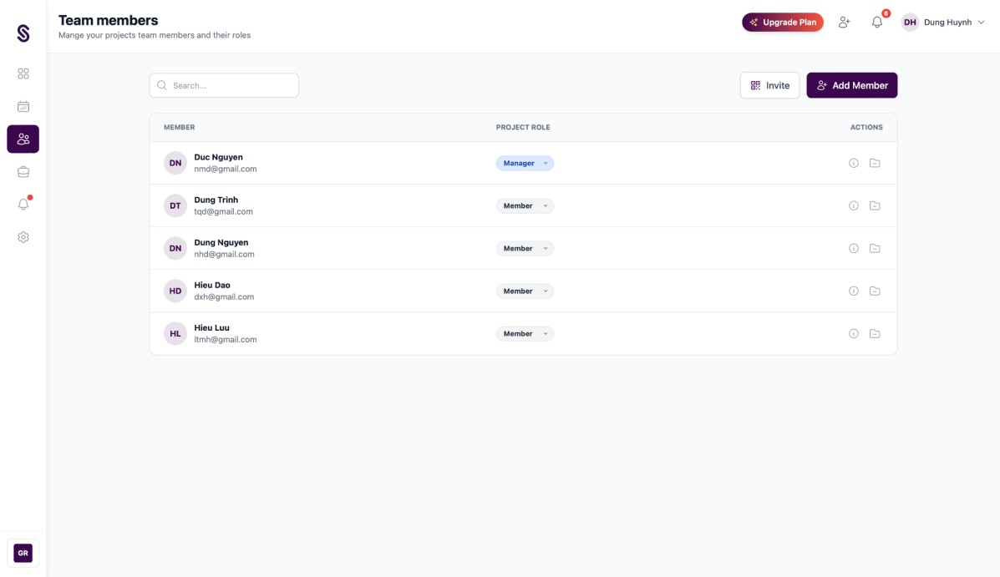 Team members
Mange your projects team members and their roles
Upgrade Plan
6
DH
Dung Huynh
Search...
Invite
Add Member
MEMBER
PROJECT ROLE
ACTIONS
DN
Duc Nguyen
nmd@gmail.com
Manager
DT
Dung Trinh
tqd@gmail.com
Member
DN
Dung Nguyen
nhd@gmail.com
Member
HD
Hieu Dao
dxh@gmail.com
Member
HL
Hieu Luu
ltmh@gmail.com
Member
GR